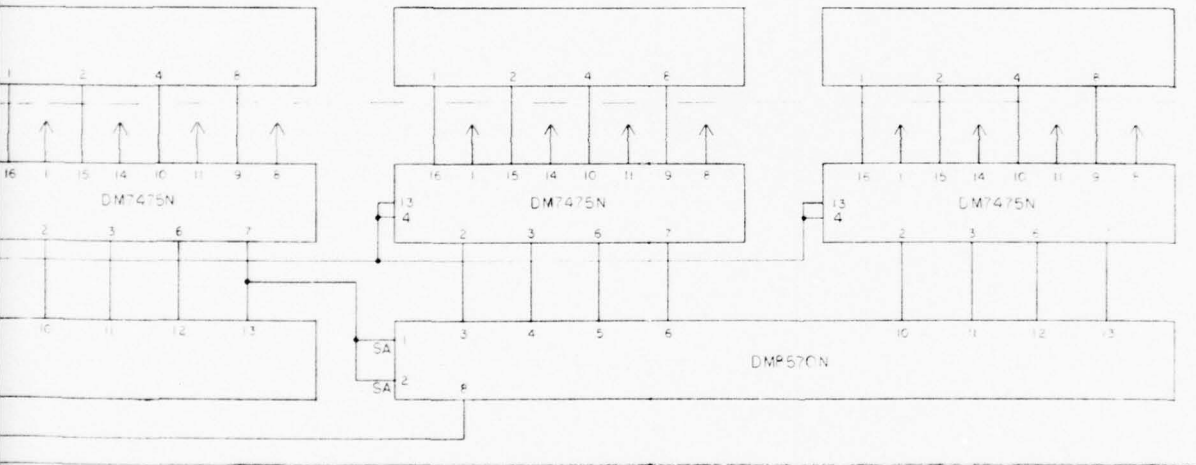 1 2 4 8 1 2 4 8 1 2 4 8
16 1 15 14 10 11 9 8 16 1 15 14 10 11 9 8 16 1 15 14 10 11 9 8
DM7475N 13 DM7475N 13 DM7475N
4 4
2 3 6 7 2 3 6 7 2 3 6
10 11 12 13 3 4 5 6 10 11 12 13
SA 1
DM8570N
SA 2
8